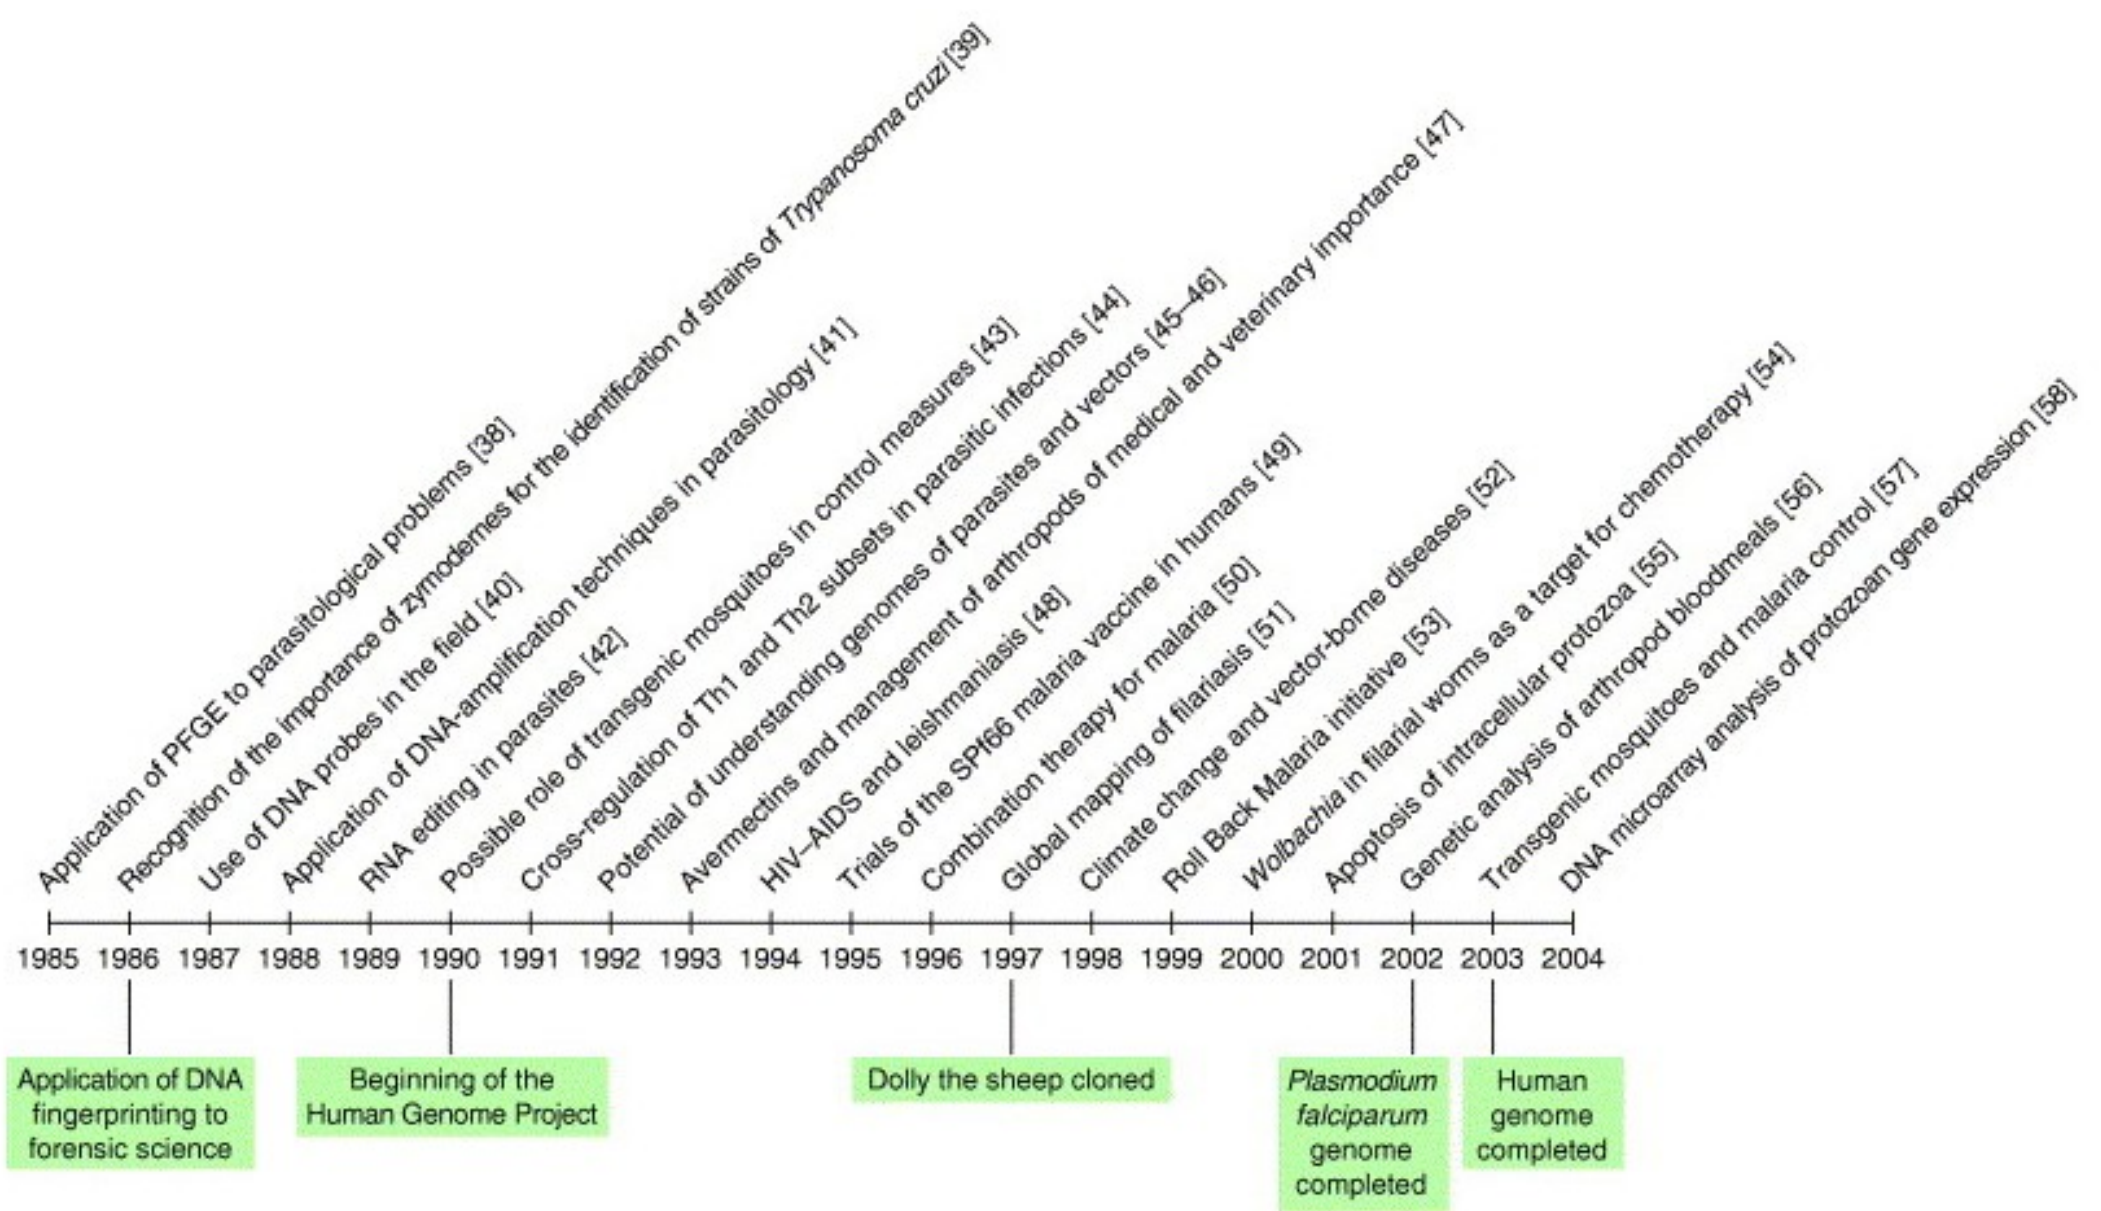 Application of PFGE to parasitological problems [38]
Recognition of the importance of zymodemes for the identification of strains of Trypanosoma cruzi [39]
Use of DNA probes in the field [40]
Application of DNA-amplification techniques in parasitology [41]
RNA editing in parasites [42]
Possible role of transgenic mosquitoes in control measures [43]
Cross-regulation of Th1 and Th2 subsets in parasitic infections [44]
Potential of understanding genomes of parasites and vectors [45–46]
Avermectins and management of arthropods of medical and veterinary importance [47]
HIV–AIDS and leishmaniasis [48]
Trials of the SPf66 malaria vaccine in humans [49]
Combination therapy for malaria [50]
Global mapping of filariasis [51]
Climate change and vector-borne diseases [52]
Roll Back Malaria initiative [53]
Wolbachia in filarial worms as a target for chemotherapy [54]
Apoptosis of intracellular protozoa [55]
Genetic analysis of arthropod bloodmeals [56]
Transgenic mosquitoes and malaria control [57]
DNA microarray analysis of protozoan gene expression [58]
1985 1986 1987 1988 1989 1990 1991 1992 1993 1994 1995 1996 1997 1998 1999 2000 2001 2002 2003 2004
Application of DNA
fingerprinting to
forensic science
Beginning of the
Human Genome Project
Dolly the sheep cloned
Plasmodium
falciparum
genome
completed
Human
genome
completed